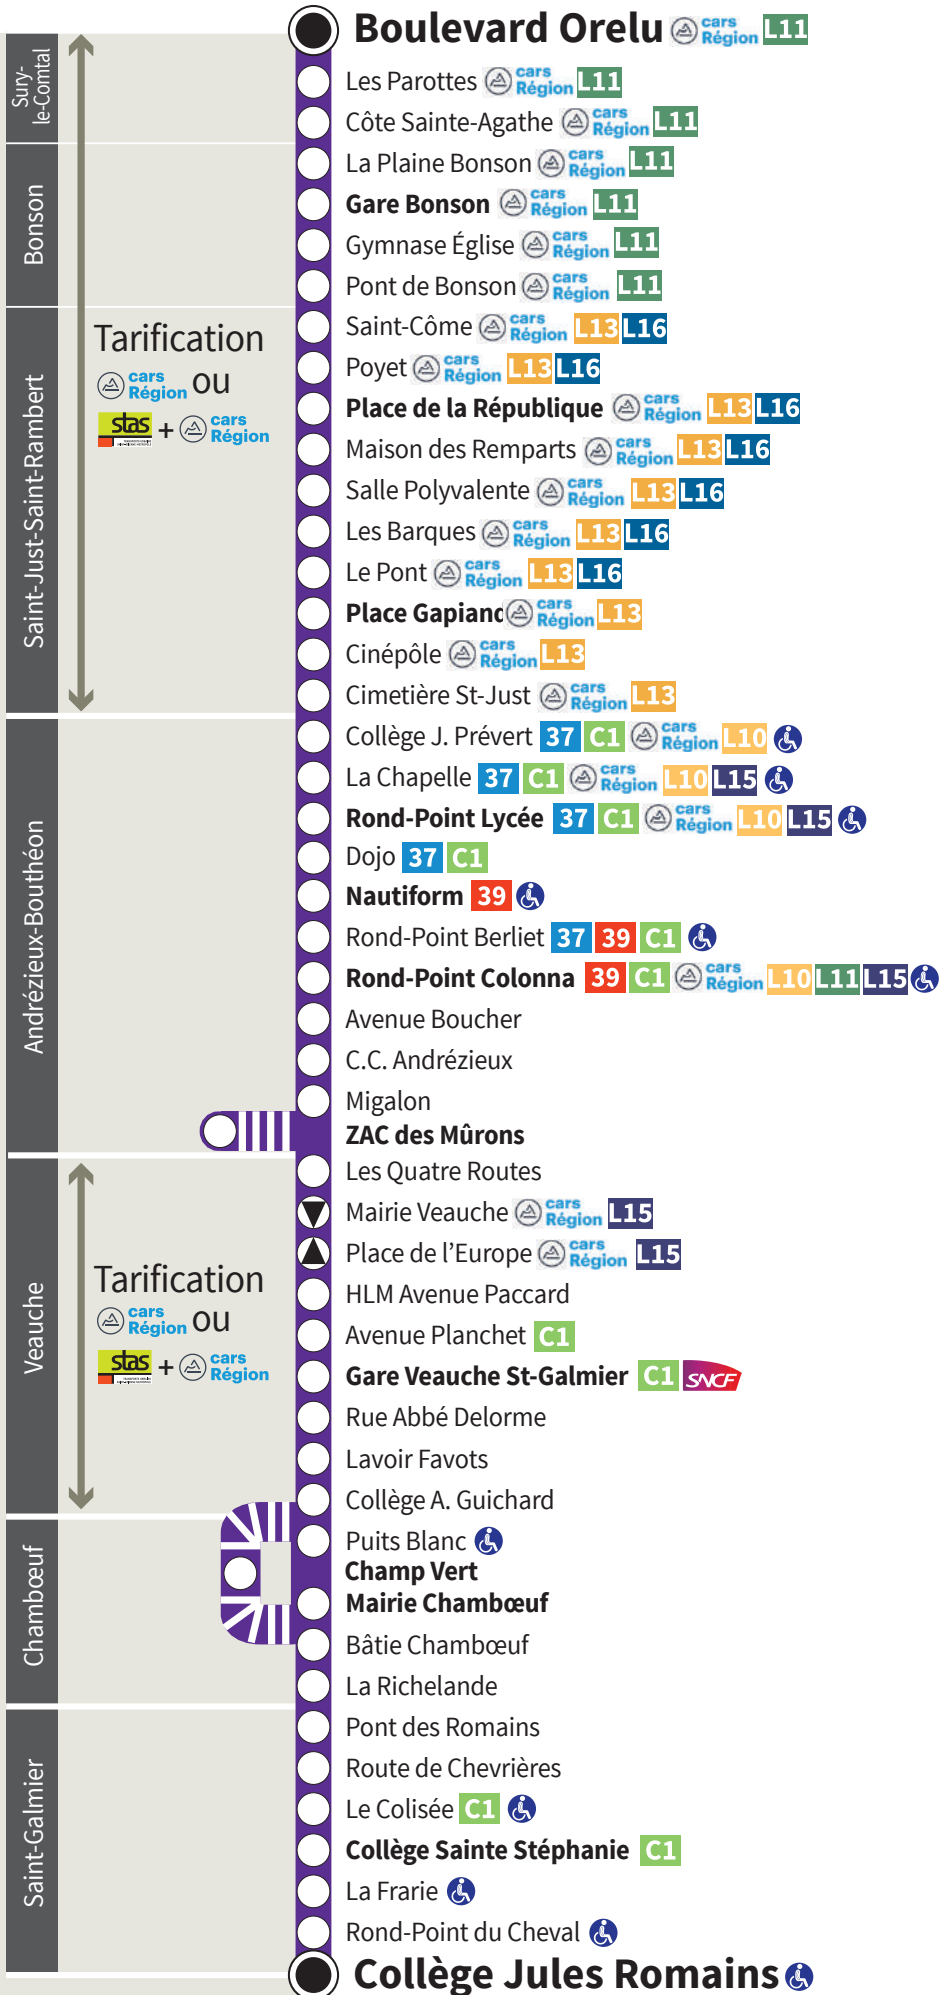 Boulevard Orelu cars Région L11
Sury-
le-Comtal
Les Parottes cars Région L11
Côte Sainte-Agathe cars Région L11
Bonson
La Plaine Bonson cars Région L11
Gare Bonson cars Région L11
Gymnase Église cars Région L11
Pont de Bonson cars Région L11
Saint-Just-Saint-Rambert
Tarification
cars Région ou
stas + cars Région
Saint-Côme cars Région L13 L16
Poyet cars Région L13 L16
Place de la République cars Région L13 L16
Maison des Remparts cars Région L13 L16
Salle Polyvalente cars Région L13 L16
Les Barques cars Région L13 L16
Le Pont cars Région L13 L16
Place Gapiand cars Région L13
Cinépôle cars Région L13
Cimetière St-Just cars Région L13
Andrézieux-Bouthéon
Collège J. Prévert 37 C1 cars Région L10
La Chapelle 37 C1 cars Région L10 L15
Rond-Point Lycée 37 C1 cars Région L10 L15
Dojo 37 C1
Nautiform 39
Rond-Point Berliet 37 39 C1
Rond-Point Colonna 39 C1 cars Région L10 L11 L15
Avenue Boucher
C.C. Andrézieux
Migalon
ZAC des Mûrons
Veauche
Tarification
cars Région ou
stas + cars Région
Les Quatre Routes
Mairie Veauche cars Région L15
Place de l'Europe cars Région L15
HLM Avenue Paccard
Avenue Planchet C1
Gare Veauche St-Galmier C1 SNCF
Rue Abbé Delorme
Lavoir Favots
Collège A. Guichard
Chambœuf
Puits Blanc
Champ Vert
Mairie Chambœuf
Bâtie Chambœuf
La Richelande
Saint-Galmier
Pont des Romains
Route de Chevrières
Le Colisée C1
Collège Sainte Stéphanie C1
La Frarie
Rond-Point du Cheval
Collège Jules Romains